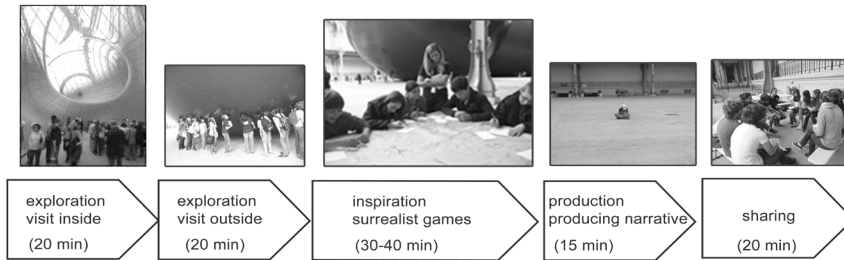 exploration
visit inside
(20 min)
exploration
visit outside
(20 min)
inspiration
surrealist games
(30-40 min)
production
producing narrative
(15 min)
sharing
(20 min)